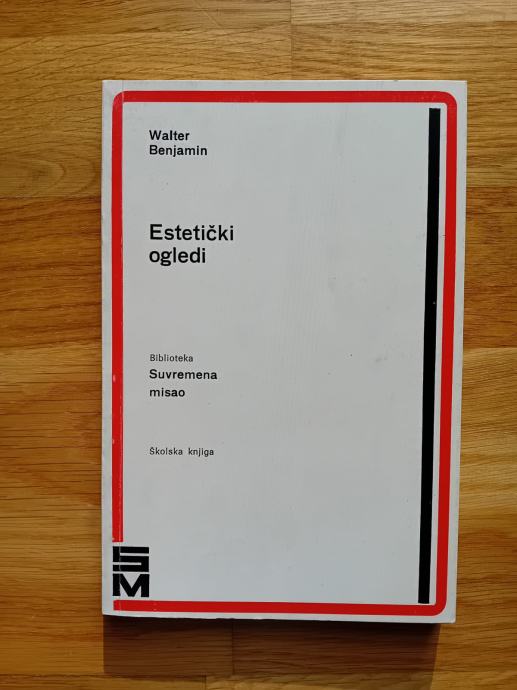 Walter
Benjamin
Estetički
ogledi
Biblioteka
Suvremena
misao
Školska knjiga
SM